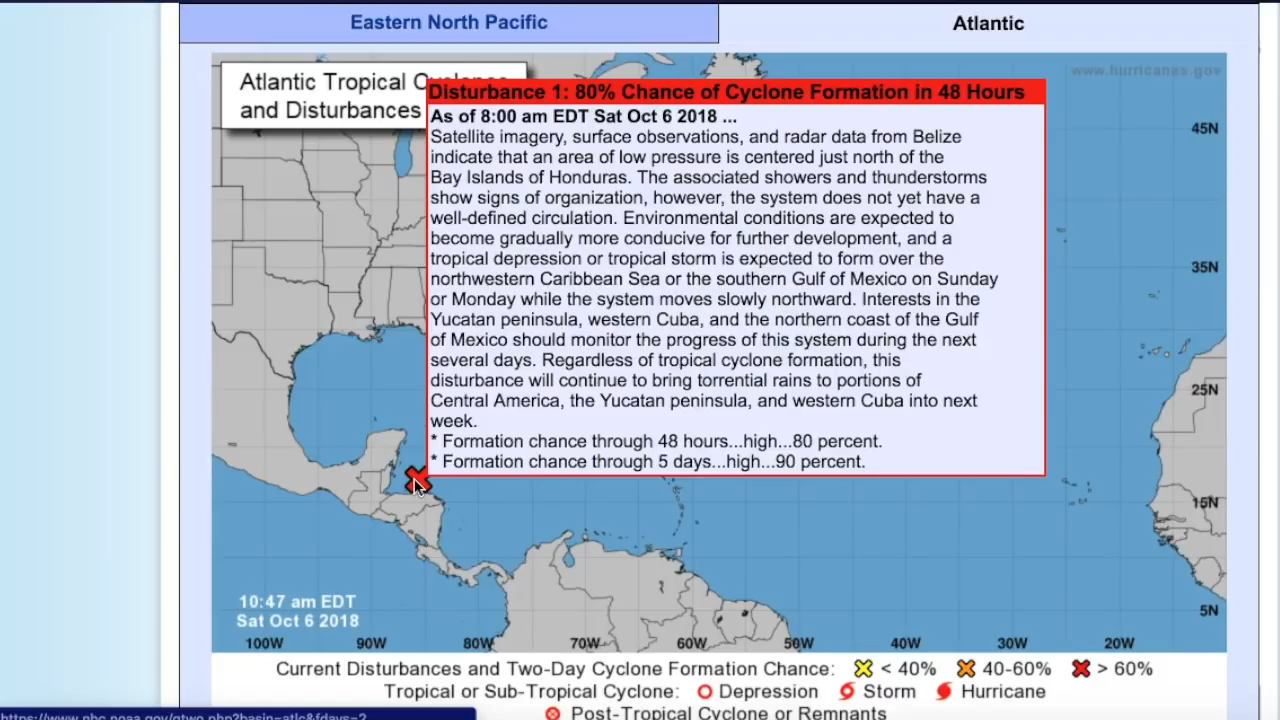 Eastern North Pacific
Atlantic
www.hurricanes.gov
Atlantic Tropical Cyclones
and Disturbances
Disturbance 1: 80% Chance of Cyclone Formation in 48 Hours
As of 8:00 am EDT Sat Oct 6 2018 ...
Satellite imagery, surface observations, and radar data from Belize
indicate that an area of low pressure is centered just north of the
Bay Islands of Honduras. The associated showers and thunderstorms
show signs of organization, however, the system does not yet have a
well-defined circulation. Environmental conditions are expected to
become gradually more conducive for further development, and a
tropical depression or tropical storm is expected to form over the
northwestern Caribbean Sea or the southern Gulf of Mexico on Sunday
or Monday while the system moves slowly northward. Interests in the
Yucatan peninsula, western Cuba, and the northern coast of the Gulf
of Mexico should monitor the progress of this system during the next
several days. Regardless of tropical cyclone formation, this
disturbance will continue to bring torrential rains to portions of
Central America, the Yucatan peninsula, and western Cuba into next
week.
* Formation chance through 48 hours...high...80 percent.
* Formation chance through 5 days...high...90 percent.
45N
35N
25N
15N
5N
10:47 am EDT
Sat Oct 6 2018
100W 90W 80W 70W 60W 50W 40W 30W 20W
Current Disturbances and Two-Day Cyclone Formation Chance: < 40% 40-60% > 60%
Tropical or Sub-Tropical Cyclone: Depression Storm Hurricane
Post-Tropical Cyclone or Remnants
https://www.nhc.noaa.gov/gtwo.php?basin=atlc&fdays=2